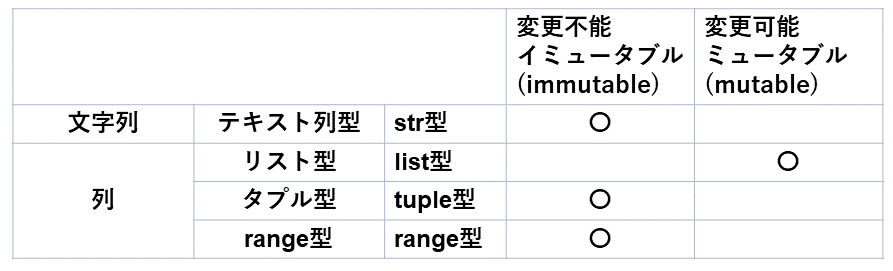 変更不能 変更可能
イミュータブル ミュータブル
(immutable) (mutable)
文字列 テキスト列型 str型 〇
リスト型 list型 〇
列 タプル型 tuple型 〇
range型 range型 〇